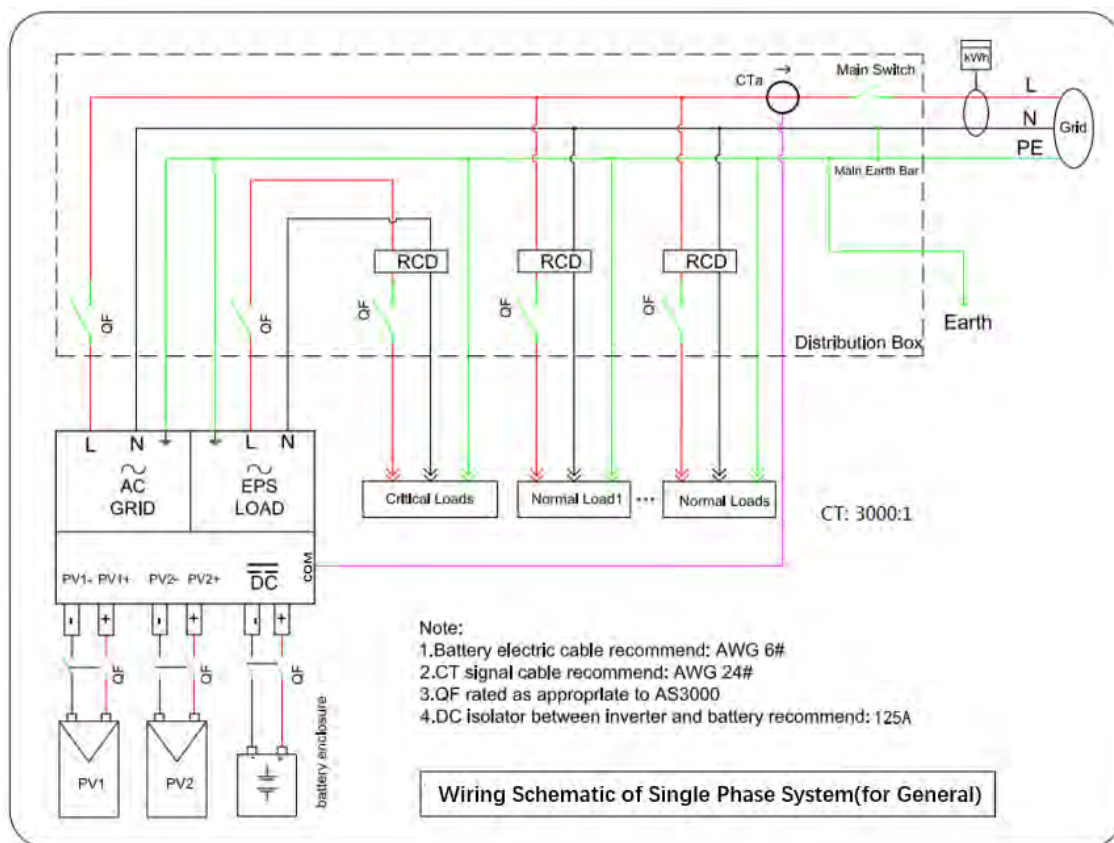 kWh
CTa
→
Main Switch
L
N
Grid
PE
Main Earth Bar
RCD
RCD
RCD
QF
QF
QF
QF
QF
Earth
Distribution Box
L
N
L
N
AC
GRID
EPS
LOAD
Critical Loads
Normal Load1
...
Normal Loads
CT: 3000:1
PV1-
PV1+
PV2-
PV2+
DC
COM
-
+
-
+
-
+
QF
QF
QF
PV1
PV2
battery enclosure
Note:
1.Battery electric cable recommend: AWG 6#
2.CT signal cable recommend: AWG 24#
3.QF rated as appropriate to AS3000
4.DC isolator between inverter and battery recommend: 125A
Wiring Schematic of Single Phase System(for General)